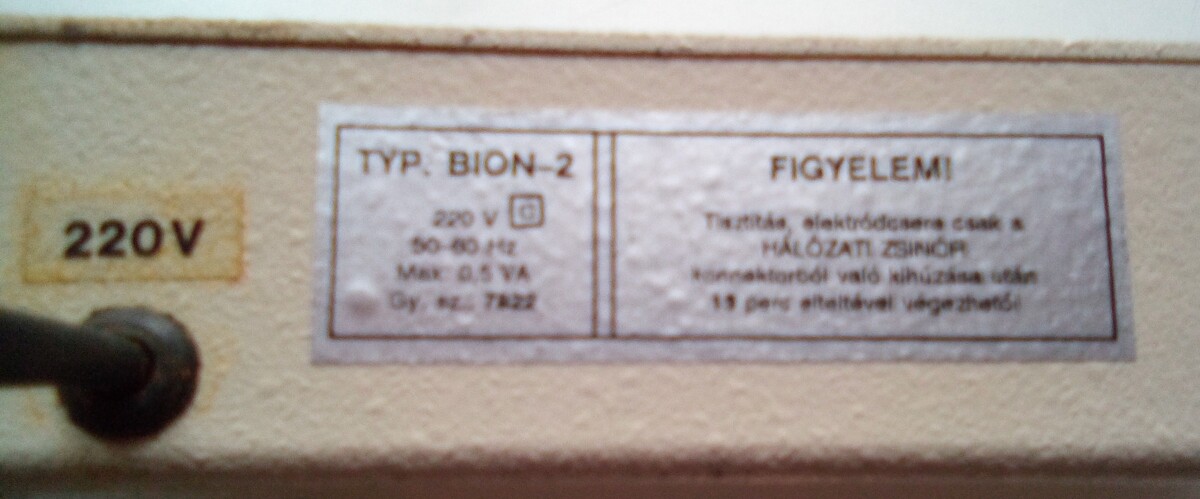 220V
TYP. BION-2
220 V
50-60 Hz
Max. 0,5 VA
Gy. sz.: 7822
FIGYELEM!
Tisztítás, elektródcsere csak a
HÁLÓZATI ZSINÓR
konnektorból való kihúzása után
15 perc elteltével végezhető!